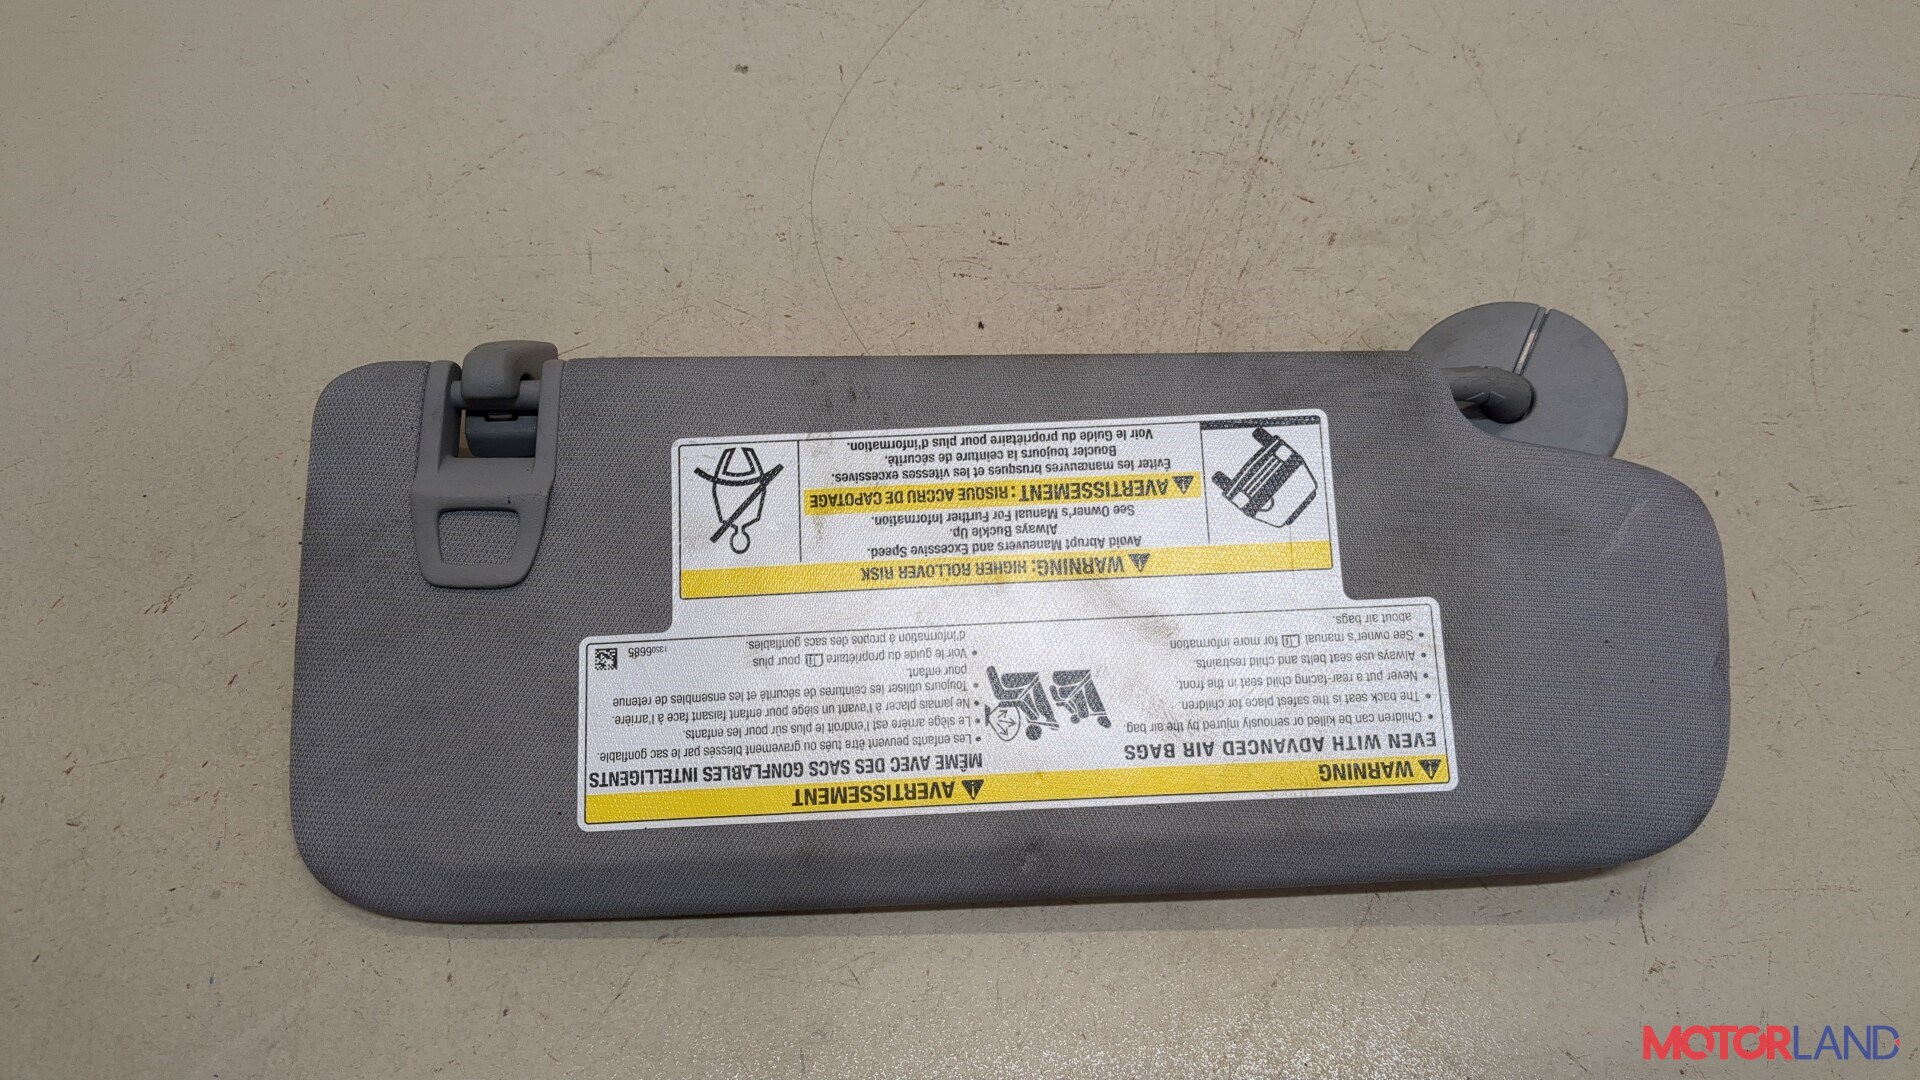 WARNING
EVEN WITH ADVANCED AIR BAGS
• Children can be killed or seriously injured by the air bag
• The back seat is the safest place for children.
• Never put a rear-facing child seat in the front.
• Always use seat belts and child restraints.
• See owner's manual for more information
about air bags.
AVERTISSEMENT
MÊME AVEC DES SACS GONFLABLES INTELLIGENTS
• Les enfants peuvent être tués ou gravement blessés par le sac gonflable.
• Le siège arrière est l'endroit le plus sûr pour les enfants.
• Ne jamais placer à l'avant un siège pour enfant faisant face à l'arrière.
• Toujours utiliser les ceintures de sécurité et les ensembles de retenue
pour enfant.
• Voir le guide du propriétaire pour plus
d'information à propos des sacs gonflables.
13506685
WARNING: HIGHER ROLLOVER RISK
Avoid Abrupt Maneuvers and Excessive Speed.
Always Buckle Up.
See Owner's Manual For Further Information.
AVERTISSEMENT : RISQUE ACCRU DE CAPOTAGE
Éviter les manœuvres brusques et les vitesses excessives.
Boucler toujours la ceinture de sécurité.
Voir le Guide du propriétaire pour plus d'information.
MOTORLAND